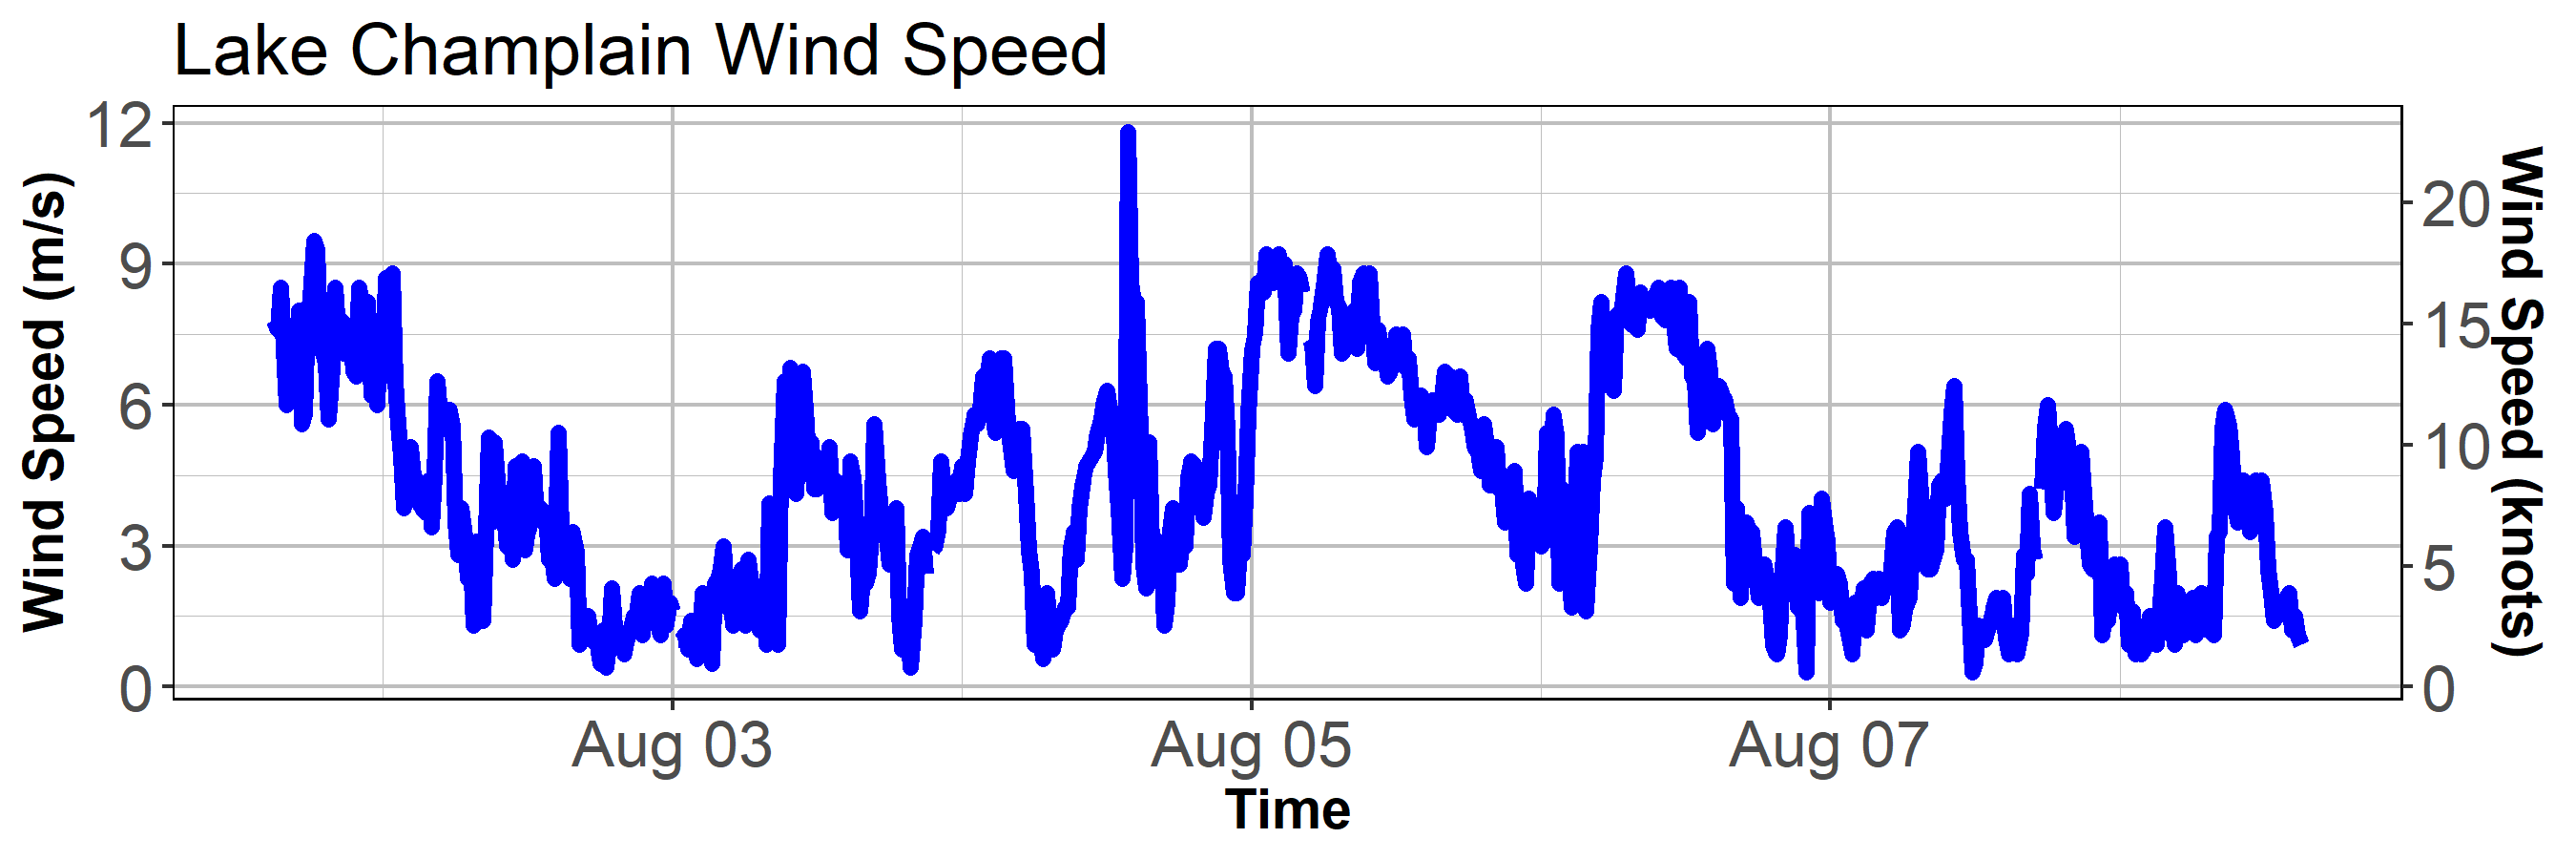 Lake Champlain Wind Speed
Wind Speed (m/s)
12
9
6
3
0
20
15
10
5
0
Wind Speed (knots)
Aug 03
Aug 05
Aug 07
Time